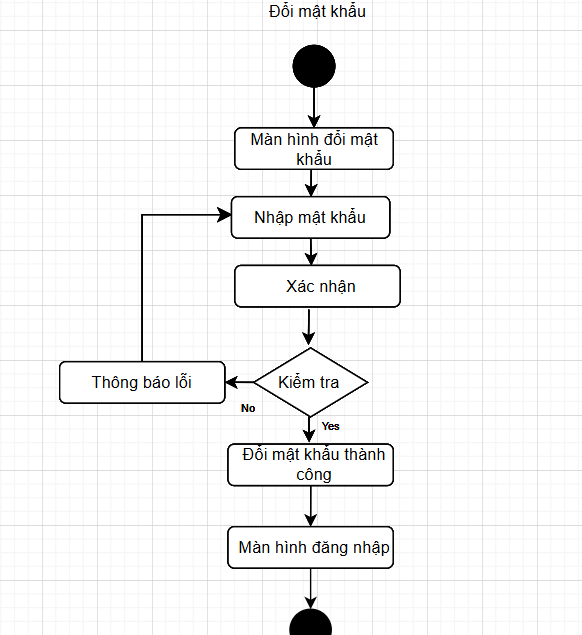 Đổi mật khẩu
Màn hình đổi mật
khẩu
Nhập mật khẩu
Xác nhận
Kiểm tra
Thông báo lỗi
No
Yes
Đổi mật khẩu thành
công
Màn hình đăng nhập